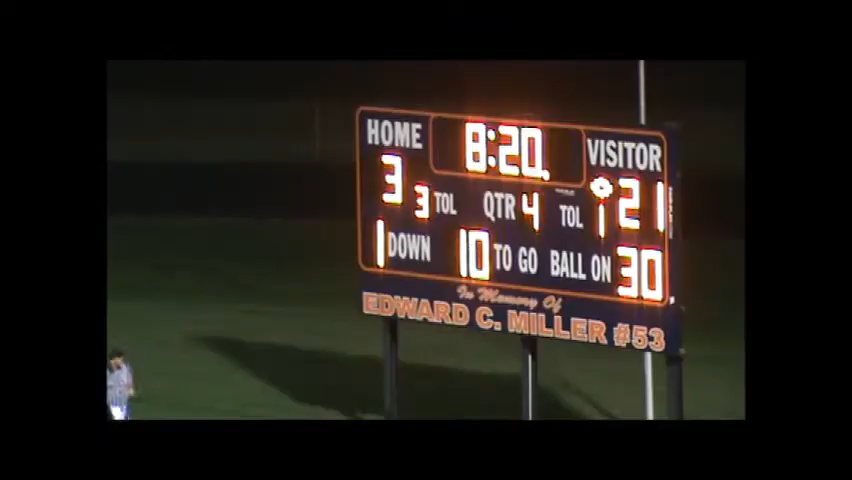 HOME 8:20 VISITOR
3 3 TOL QTR 4 TOL 1 21
1 DOWN 10 TO GO BALL ON 30
In Memory Of
EDWARD C. MILLER #53